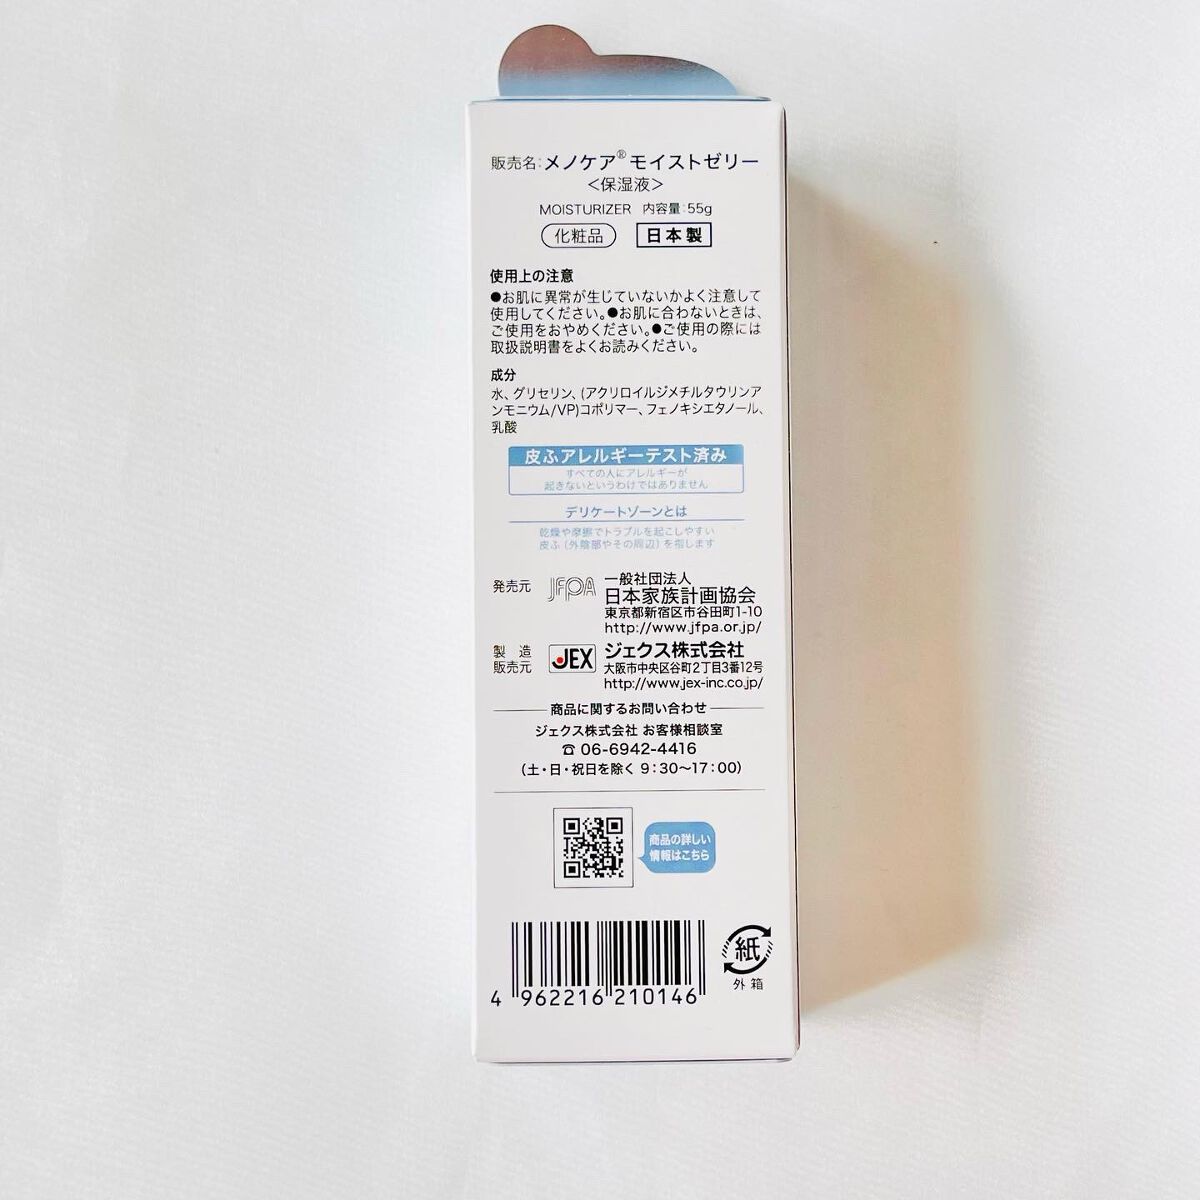 販売名:メノケア®モイストゼリー
<保湿液>
MOISTURIZER 内容量:55g
化粧品 日本製
使用上の注意
●お肌に異常が生じていないかよく注意して
使用してください。●お肌に合わないときは、
ご使用をおやめください。●ご使用の際には
取扱説明書をよくお読みください。
成分
水、グリセリン、(アクリロイルジメチルタウリンア
ンモニウム/VP)コポリマー、フェノキシエタノール、
乳酸
皮ふアレルギーテスト済み
すべての人にアレルギーが
起きないというわけではありません
デリケートゾーンとは
乾燥や摩擦でトラブルを起こしやすい
皮ふ(外陰部やその周辺)を指します
発売元 JFPA 一般社団法人
日本家族計画協会
東京都新宿区市谷田町1-10
http://www.jfpa.or.jp/
製造
販売元 JEX ジェクス株式会社
大阪市中央区谷町2丁目3番12号
http://www.jex-inc.co.jp/
商品に関するお問い合わせ
ジェクス株式会社 お客様相談室
☎ 06-6942-4416
(土・日・祝日を除く 9:30〜17:00)
商品の詳しい
情報はこちら
紙
外箱
4 962216 210146